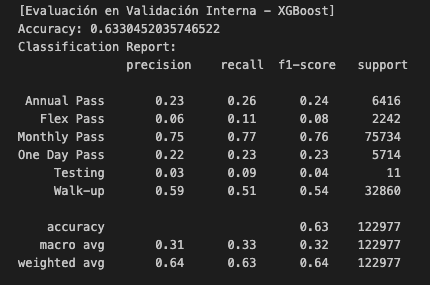 [Evaluación en Validación Interna - XGBoost]
Accuracy: 0.6330452035746522
Classification Report:
precision recall f1-score support
Annual Pass 0.23 0.26 0.24 6416
Flex Pass 0.06 0.11 0.08 2242
Monthly Pass 0.75 0.77 0.76 75734
One Day Pass 0.22 0.23 0.23 5714
Testing 0.03 0.09 0.04 11
Walk-up 0.59 0.51 0.54 32860
accuracy 0.63 122977
macro avg 0.31 0.33 0.32 122977
weighted avg 0.64 0.63 0.64 122977